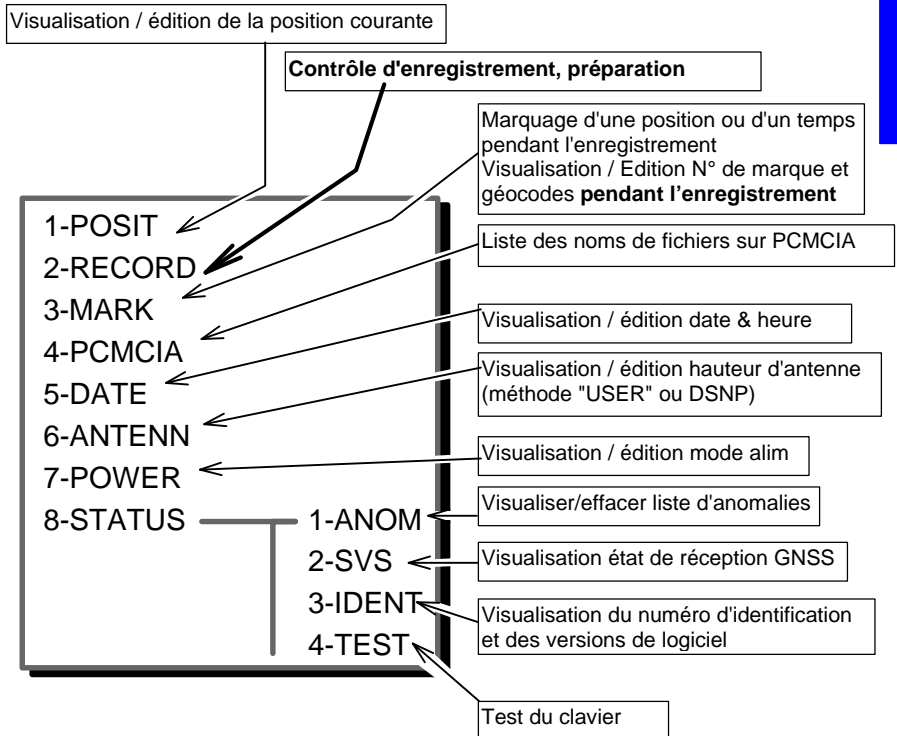 Visualisation / édition de la position courante
Contrôle d'enregistrement, préparation
Marquage d'une position ou d'un temps
pendant l'enregistrement
Visualisation / Edition N° de marque et
géocodes pendant l’enregistrement
1-POSIT
2-RECORD
Liste des noms de fichiers sur PCMCIA
3-MARK
Visualisation / édition date & heure
4-PCMCIA
Visualisation / édition hauteur d'antenne
(méthode "USER" ou DSNP)
5-DATE
6-ANTENN
Visualisation / édition mode alim
7-POWER
Visualiser/effacer liste d'anomalies
8-STATUS
1-ANOM
Visualisation état de réception GNSS
2-SVS
3-IDENT
Visualisation du numéro d'identification
et des versions de logiciel
4-TEST
Test du clavier